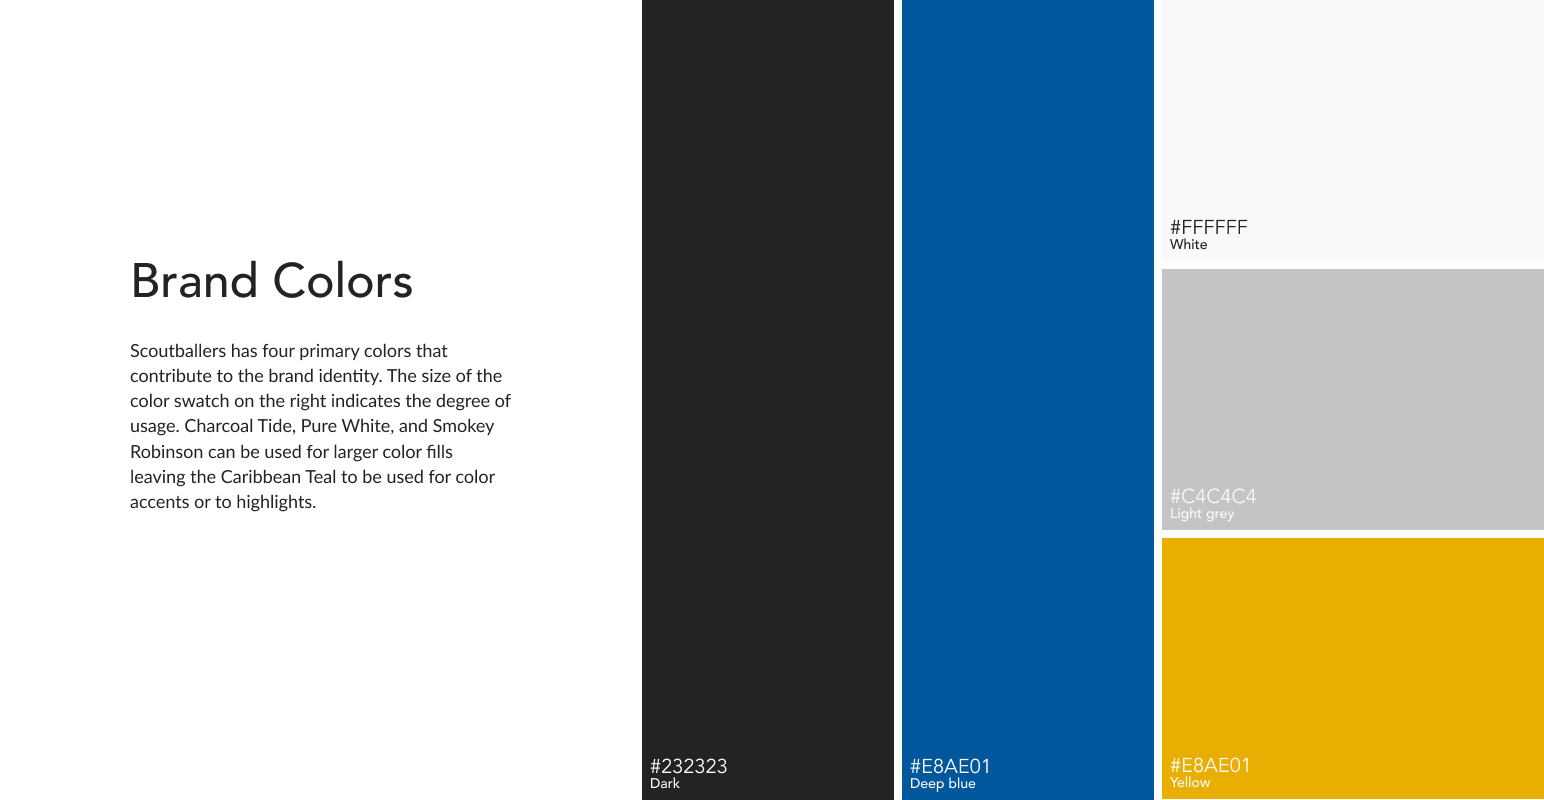 Brand Colors
Scoutballers has four primary colors that
contribute to the brand identity. The size of the
color swatch on the right indicates the degree of
usage. Charcoal Tide, Pure White, and Smokey
Robinson can be used for larger color fills
leaving the Caribbean Teal to be used for color
accents or to highlights.
#232323
Dark
#E8AE01
Deep blue
#FFFFFF
White
#C4C4C4
Light grey
#E8AE01
Yellow